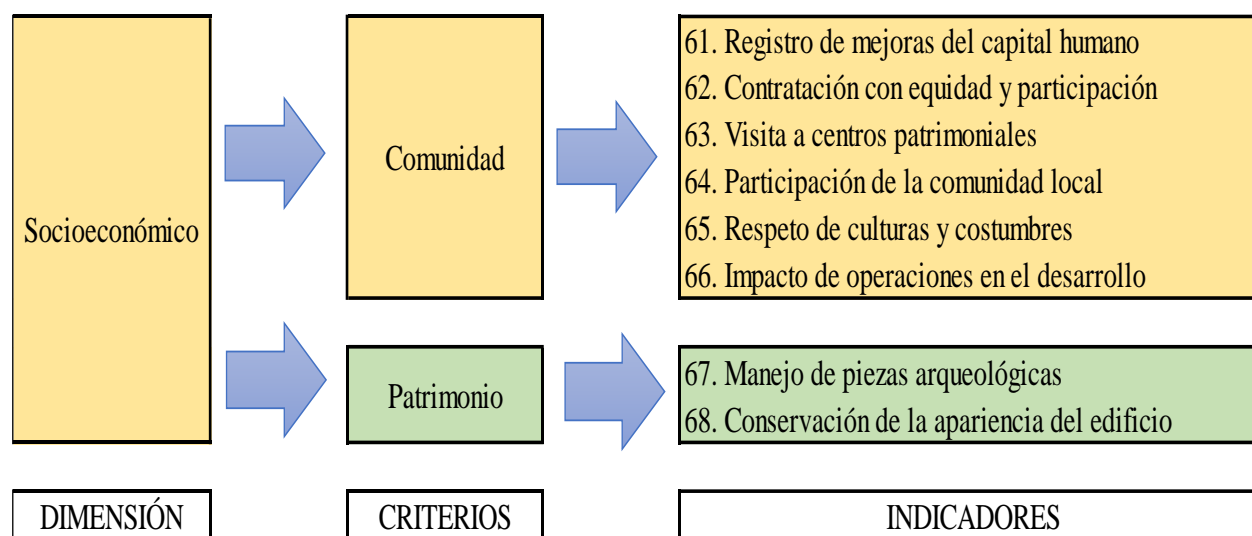 Socioeconómico
Comunidad
61. Registro de mejoras del capital humano
62. Contratación con equidad y participación
63. Visita a centros patrimoniales
64. Participación de la comunidad local
65. Respeto de culturas y costumbres
66. Impacto de operaciones en el desarrollo
Patrimonio
67. Manejo de piezas arqueológicas
68. Conservación de la apariencia del edificio
DIMENSIÓN
CRITERIOS
INDICADORES